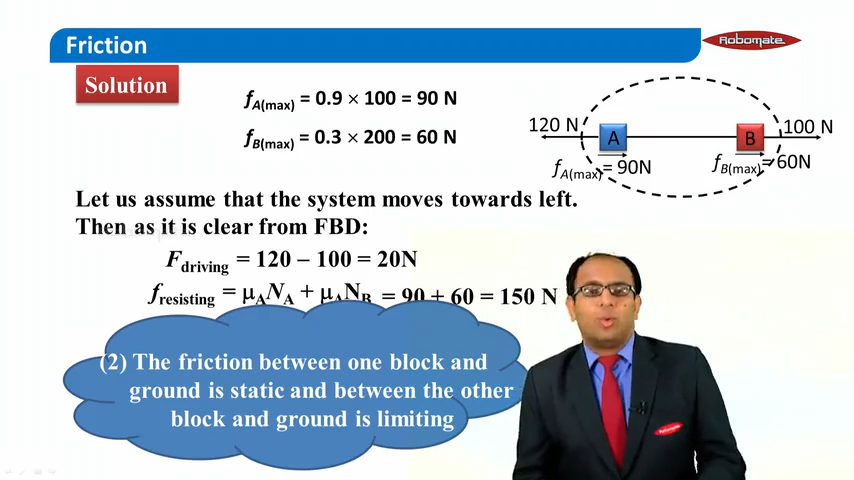 Friction
Robomate
Solution
fA(max) = 0.9 × 100 = 90 N
fB(max) = 0.3 × 200 = 60 N
120 N
A
B
100 N
fA(max) = 90N
fB(max) = 60N
Let us assume that the system moves towards left.
Then as it is clear from FBD:
Fdriving = 120 – 100 = 20N
fresisting = μANA + μANB = 90 + 60 = 150 N
(2) The friction between one block and
ground is static and between the other
block and ground is limiting
Robomate